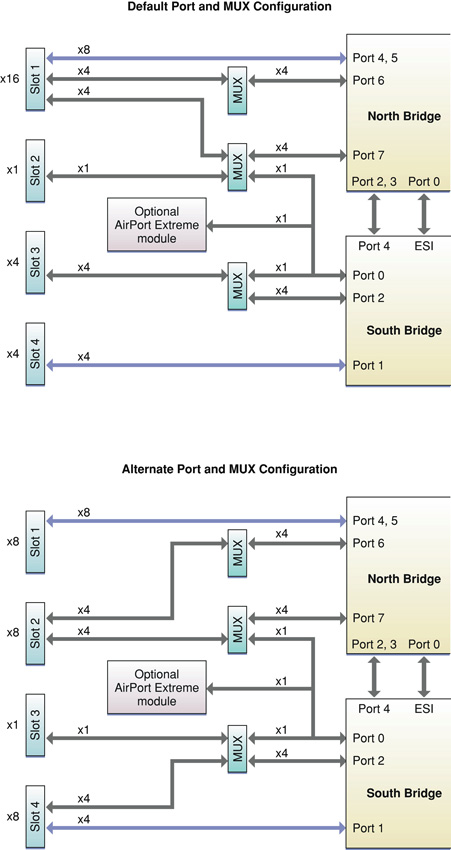 Default Port and MUX Configuration
x8
Port 4, 5
x16
Slot 1
x4
MUX
x4
Port 6
x4
North Bridge
x1
Slot 2
x1
MUX
x4
Port 7
x1
Port 2, 3
Port 0
Optional
AirPort Extreme
module
x1
Port 4
ESI
x4
Slot 3
x4
MUX
x1
Port 0
x4
Port 2
South Bridge
x4
Slot 4
x4
Port 1
Alternate Port and MUX Configuration
x8
Port 4, 5
x8
Slot 1
MUX
x4
Port 6
North Bridge
x8
Slot 2
x4
x4
MUX
x4
Port 7
x1
Port 2, 3
Port 0
Optional
AirPort Extreme
module
x1
Port 4
ESI
x1
Slot 3
x1
MUX
x1
Port 0
x4
Port 2
South Bridge
x8
Slot 4
x4
x4
Port 1